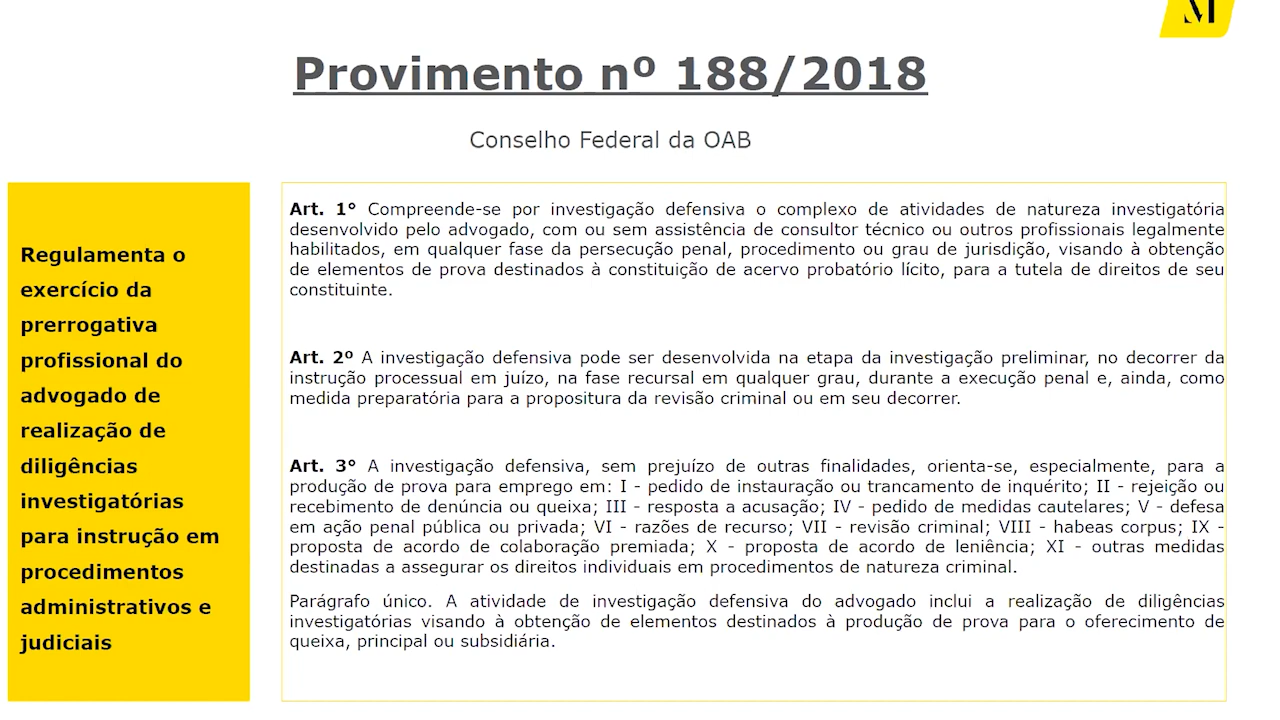 M
Provimento nº 188/2018
Conselho Federal da OAB
Regulamenta o
exercício da
prerrogativa
profissional do
advogado de
realização de
diligências
investigatórias
para instrução em
procedimentos
administrativos e
judiciais
Art. 1° Compreende-se por investigação defensiva o complexo de atividades de natureza investigatória
desenvolvido pelo advogado, com ou sem assistência de consultor técnico ou outros profissionais legalmente
habilitados, em qualquer fase da persecução penal, procedimento ou grau de jurisdição, visando à obtenção
de elementos de prova destinados à constituição de acervo probatório lícito, para a tutela de direitos de seu
constituinte.
Art. 2º A investigação defensiva pode ser desenvolvida na etapa da investigação preliminar, no decorrer da
instrução processual em juízo, na fase recursal em qualquer grau, durante a execução penal e, ainda, como
medida preparatória para a propositura da revisão criminal ou em seu decorrer.
Art. 3° A investigação defensiva, sem prejuízo de outras finalidades, orienta-se, especialmente, para a
produção de prova para emprego em: I - pedido de instauração ou trancamento de inquérito; II - rejeição ou
recebimento de denúncia ou queixa; III - resposta a acusação; IV - pedido de medidas cautelares; V - defesa
em ação penal pública ou privada; VI - razões de recurso; VII - revisão criminal; VIII - habeas corpus; IX -
proposta de acordo de colaboração premiada; X - proposta de acordo de leniência; XI - outras medidas
destinadas a assegurar os direitos individuais em procedimentos de natureza criminal.
Parágrafo único. A atividade de investigação defensiva do advogado inclui a realização de diligências
investigatórias visando à obtenção de elementos destinados à produção de prova para o oferecimento de
queixa, principal ou subsidiária.